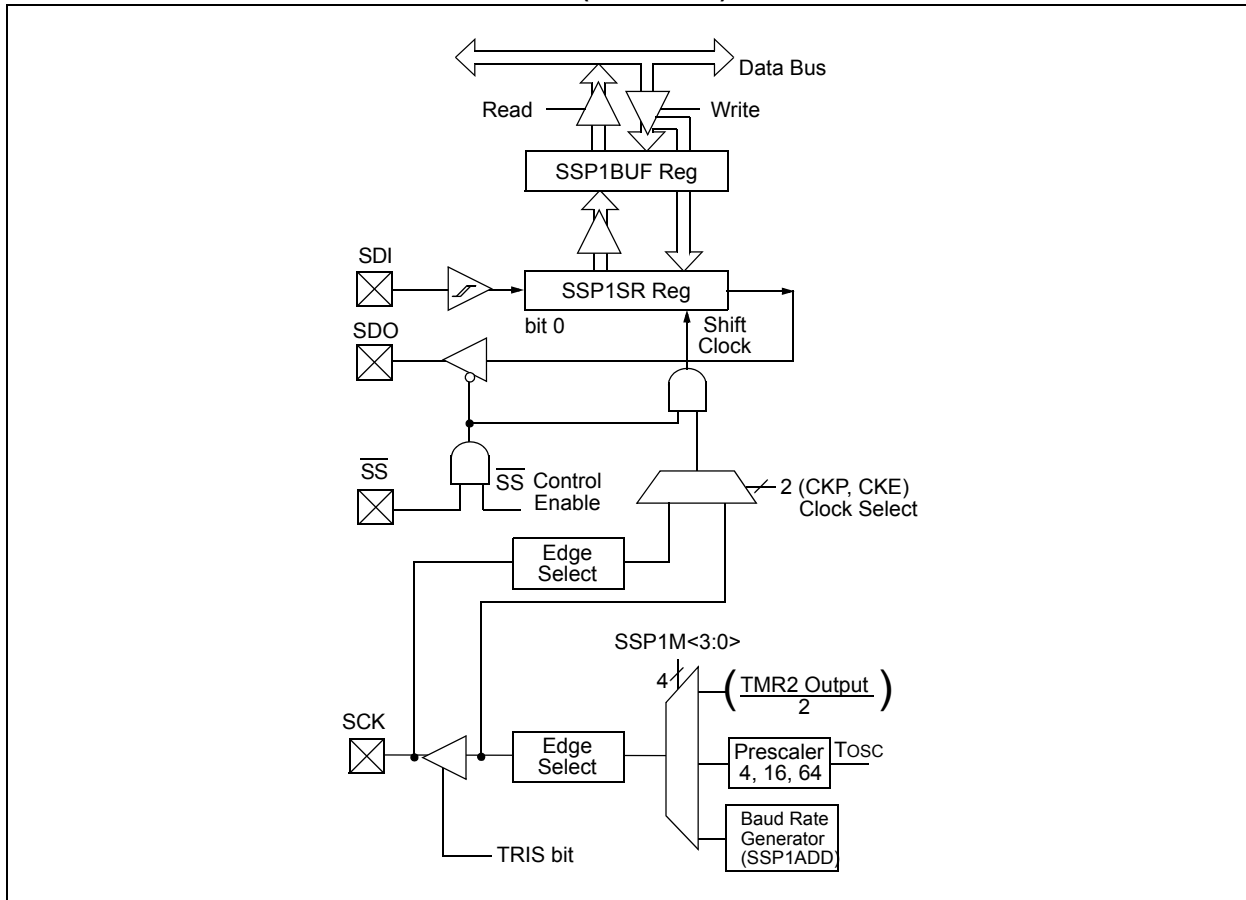 Data Bus
Read
Write
SSP1BUF Reg
SDI
SSP1SR Reg
bit 0
Shift
Clock
SDO
SS
SS Control
Enable
2 (CKP, CKE)
Clock Select
Edge
Select
SSP1M<3:0>
4
(TMR2 Output)
2
SCK
Edge
Select
Prescaler
4, 16, 64
TOSC
Baud Rate
Generator
(SSP1ADD)
TRIS bit